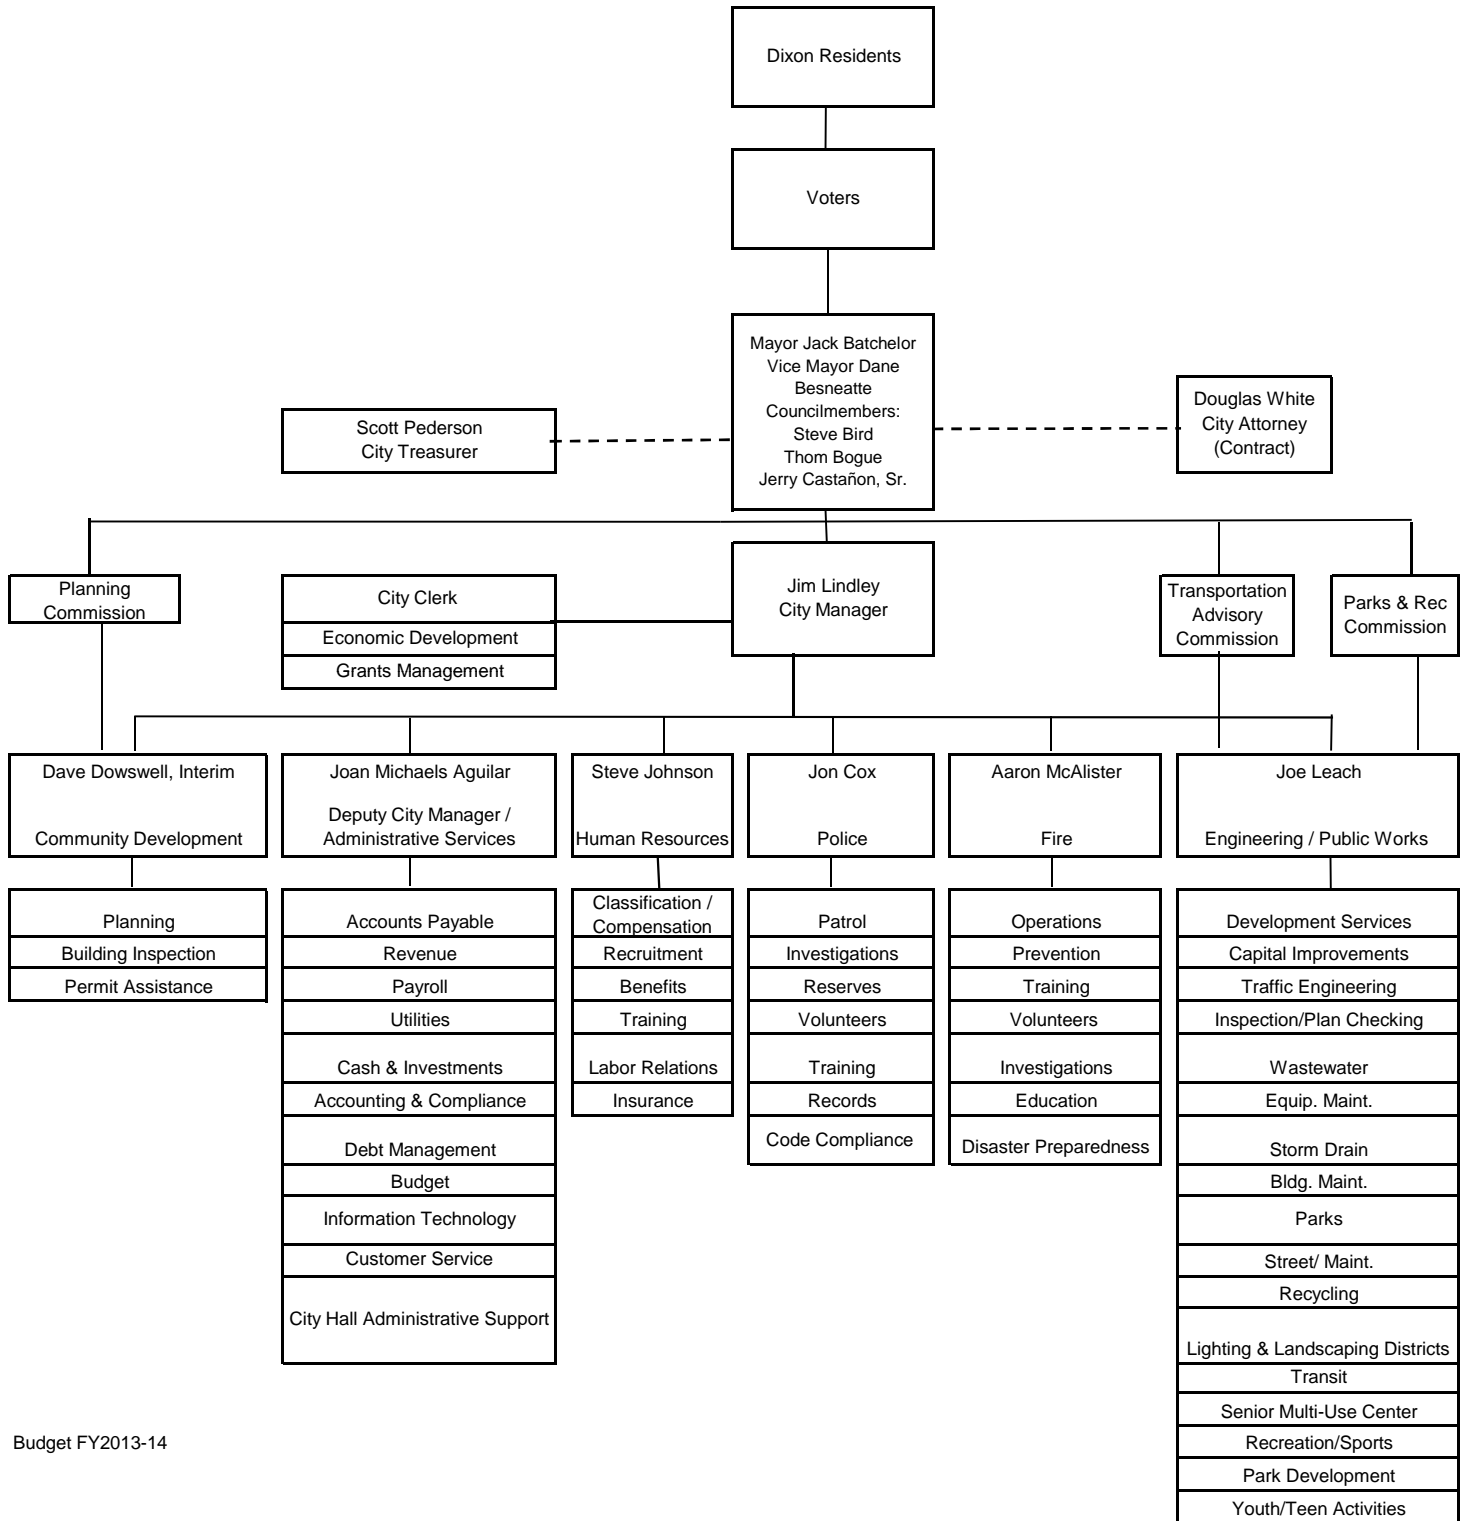 Dixon Residents
Voters
Mayor Jack Batchelor
Vice Mayor Dane
Besneatte
Councilmembers:
Steve Bird
Thom Bogue
Jerry Castañon, Sr.
Scott Pederson
City Treasurer
Douglas White
City Attorney
(Contract)
Planning
Commission
City Clerk
Economic Development
Grants Management
Jim Lindley
City Manager
Transportation
Advisory
Commission
Parks & Rec
Commission
Dave Dowswell, Interim
Community Development
Joan Michaels Aguilar
Deputy City Manager /
Administrative Services
Steve Johnson
Human Resources
Jon Cox
Police
Aaron McAlister
Fire
Joe Leach
Engineering / Public Works
Planning
Building Inspection
Permit Assistance
Accounts Payable
Revenue
Payroll
Utilities
Cash & Investments
Accounting & Compliance
Debt Management
Budget
Information Technology
Customer Service
City Hall Administrative Support
Classification /
Compensation
Recruitment
Benefits
Training
Labor Relations
Insurance
Patrol
Investigations
Reserves
Volunteers
Training
Records
Code Compliance
Operations
Prevention
Training
Volunteers
Investigations
Education
Disaster Preparedness
Development Services
Capital Improvements
Traffic Engineering
Inspection/Plan Checking
Wastewater
Equip. Maint.
Storm Drain
Bldg. Maint.
Parks
Street/ Maint.
Recycling
Lighting & Landscaping Districts
Transit
Senior Multi-Use Center
Recreation/Sports
Park Development
Youth/Teen Activities
Budget FY2013-14